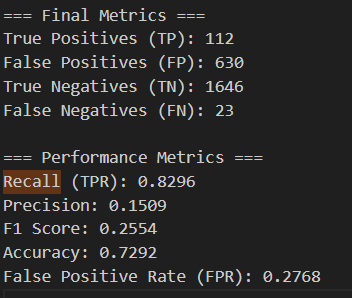 === Final Metrics ===
True Positives (TP): 112
False Positives (FP): 630
True Negatives (TN): 1646
False Negatives (FN): 23
=== Performance Metrics ===
Recall (TPR): 0.8296
Precision: 0.1509
F1 Score: 0.2554
Accuracy: 0.7292
False Positive Rate (FPR): 0.2768